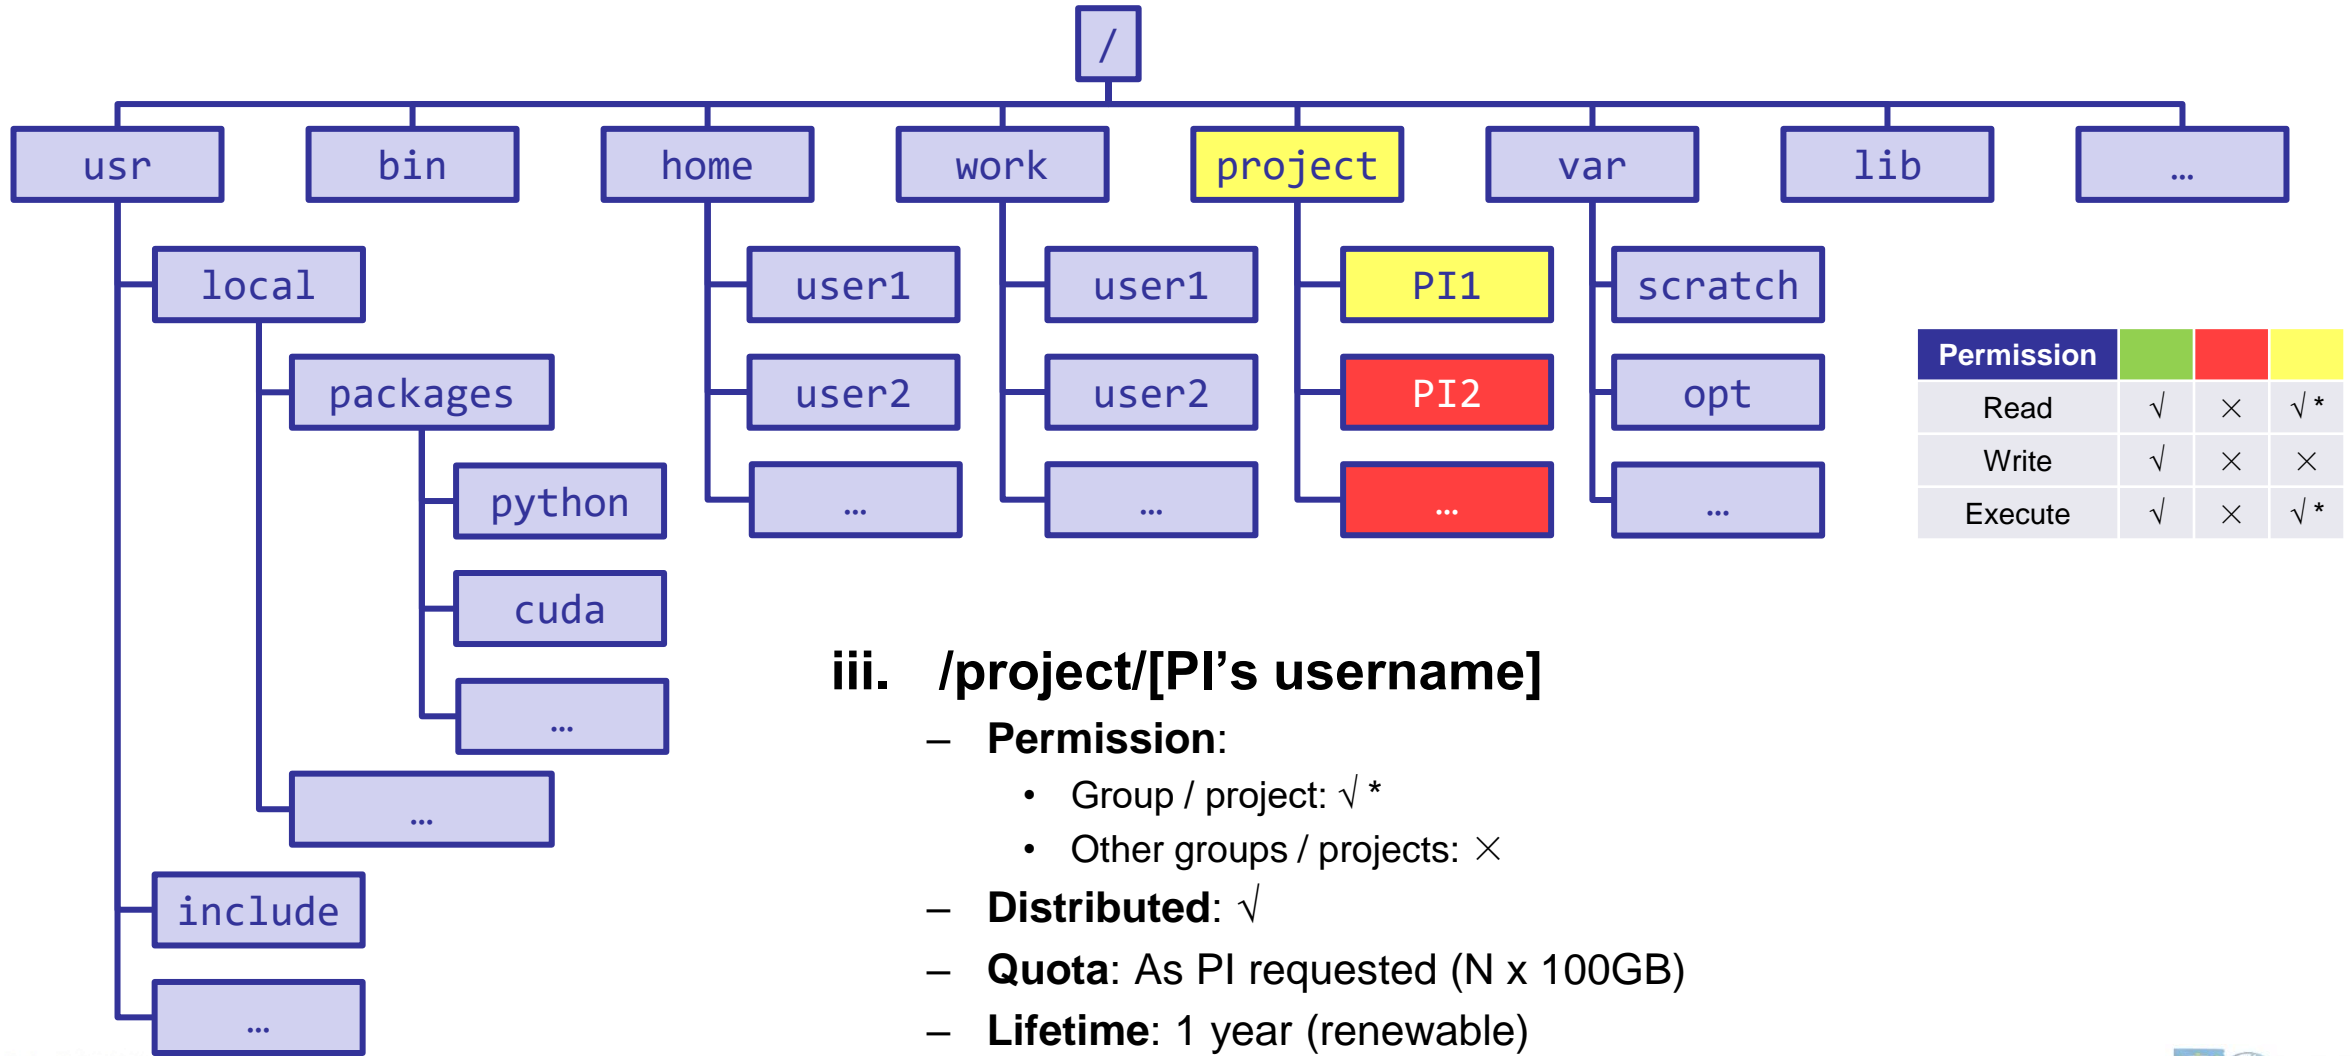 /
usr bin home work project var lib …
local user1 user1 PI1 scratch
packages user2 user2 PI2 opt
python … … … …
cuda
…
…
include
…
Permission
Read √ × √ *
Write √ × ×
Execute √ × √ *
iii. /project/[PI’s username]
– Permission:
• Group / project: √ *
• Other groups / projects: ×
– Distributed: √
– Quota: As PI requested (N x 100GB)
– Lifetime: 1 year (renewable)